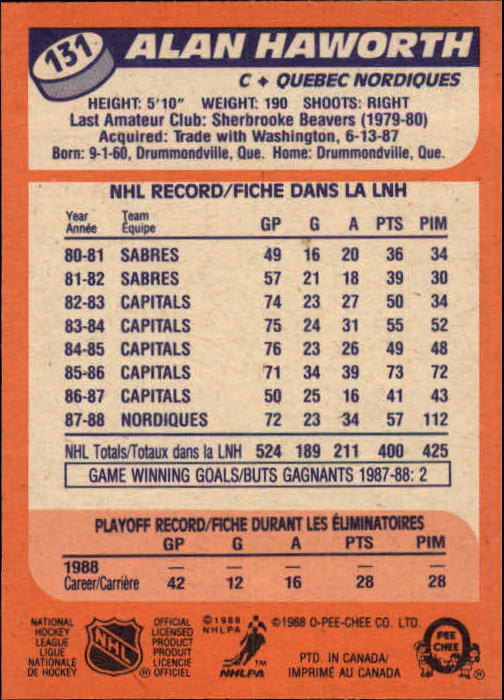 131 ALAN HAWORTH
C ♦ QUEBEC NORDIQUES
HEIGHT: 5'10" WEIGHT: 190 SHOOTS: RIGHT
Last Amateur Club: Sherbrooke Beavers (1979-80)
Acquired: Trade with Washington, 6-13-87
Born: 9-1-60, Drummondville, Que. Home: Drummondville, Que.
NHL RECORD/FICHE DANS LA LNH
Year Team
Année Équipe GP G A PTS PIM
80-81 SABRES 49 16 20 36 34
81-82 SABRES 57 21 18 39 30
82-83 CAPITALS 74 23 27 50 34
83-84 CAPITALS 75 24 31 55 52
84-85 CAPITALS 76 23 26 49 48
85-86 CAPITALS 71 34 39 73 72
86-87 CAPITALS 50 25 16 41 43
87-88 NORDIQUES 72 23 34 57 112
NHL Totals/Totaux dans la LNH 524 189 211 400 425
GAME WINNING GOALS/BUTS GAGNANTS 1987-88: 2
PLAYOFF RECORD/FICHE DURANT LES ÉLIMINATOIRES
GP G A PTS PIM
1988 — — — — —
Career/Carrière 42 12 16 28 28
NATIONAL
HOCKEY
LEAGUE
LIGUE
NATIONALE
DE HOCKEY
NHL
®
OFFICIAL
LICENSED
PRODUCT
PRODUIT
LICENCIE
OFFICIEL
©1988
NHLPA
NHLPA
™
©1988 O-PEE-CHEE CO. LTD.
PTD. IN CANADA/
IMPRIMÉ AU CANADA
O PEE CHEE
®